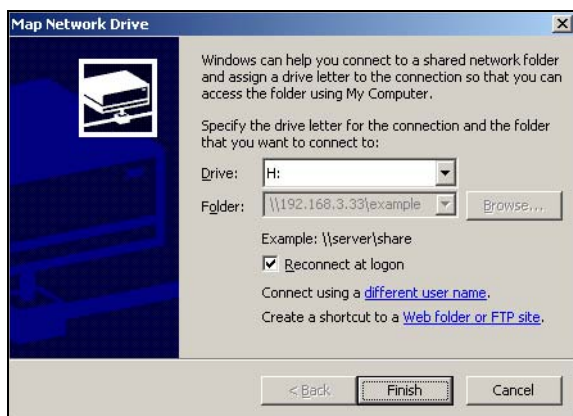 Map Network Drive
Windows can help you connect to a shared network folder
and assign a drive letter to the connection so that you can
access the folder using My Computer.
Specify the drive letter for the connection and the folder
that you want to connect to:
Drive: H:
Folder: \\192.168.3.33\example Browse...
Example: \\server\share
Reconnect at logon
Connect using a different user name.
Create a shortcut to a Web folder or FTP site.
< Back Finish Cancel